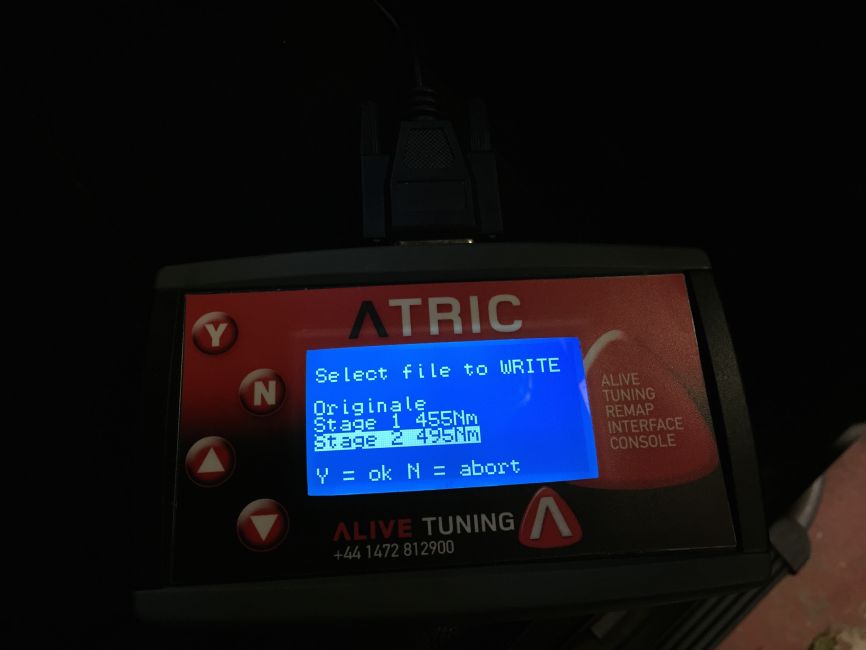 ATRIC
Y
N
Select file to WRITE
Originale
Stage 1 455Nm
Stage 2 495Nm
Y = ok N = abort
ALIVE
TUNING
REMAP
INTERFACE
CONSOLE
ALIVE TUNING
+44 1472 812900